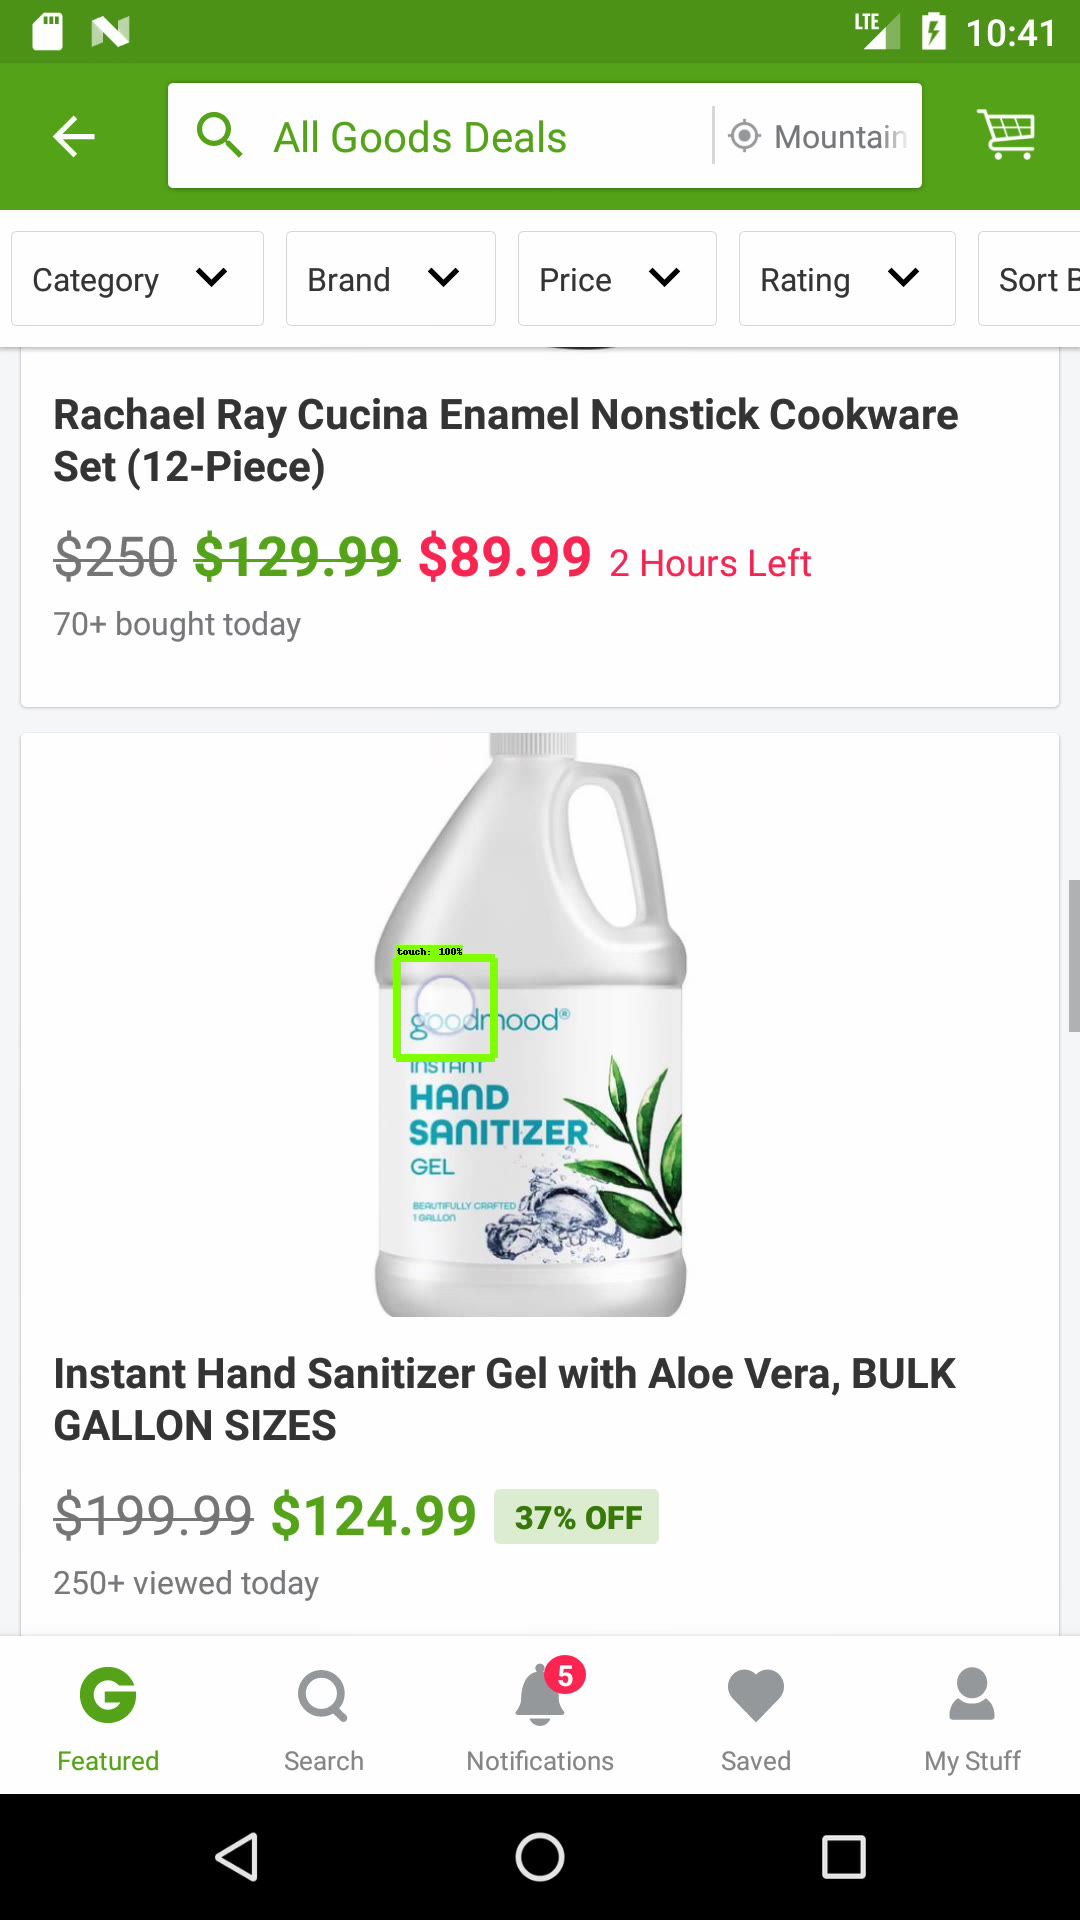 LTE 10:41
All Goods Deals Mountain
Category Brand Price Rating Sort B
Rachael Ray Cucina Enamel Nonstick Cookware
Set (12-Piece)
$250 $129.99 $89.99 2 Hours Left
70+ bought today
touch: 100%
goodmood®
INSTANT
HAND
SANITIZER
GEL
BEAUTIFULLY CRAFTED
1 GALLON
Instant Hand Sanitizer Gel with Aloe Vera, BULK
GALLON SIZES
$199.99 $124.99 37% OFF
250+ viewed today
5
Featured Search Notifications Saved My Stuff